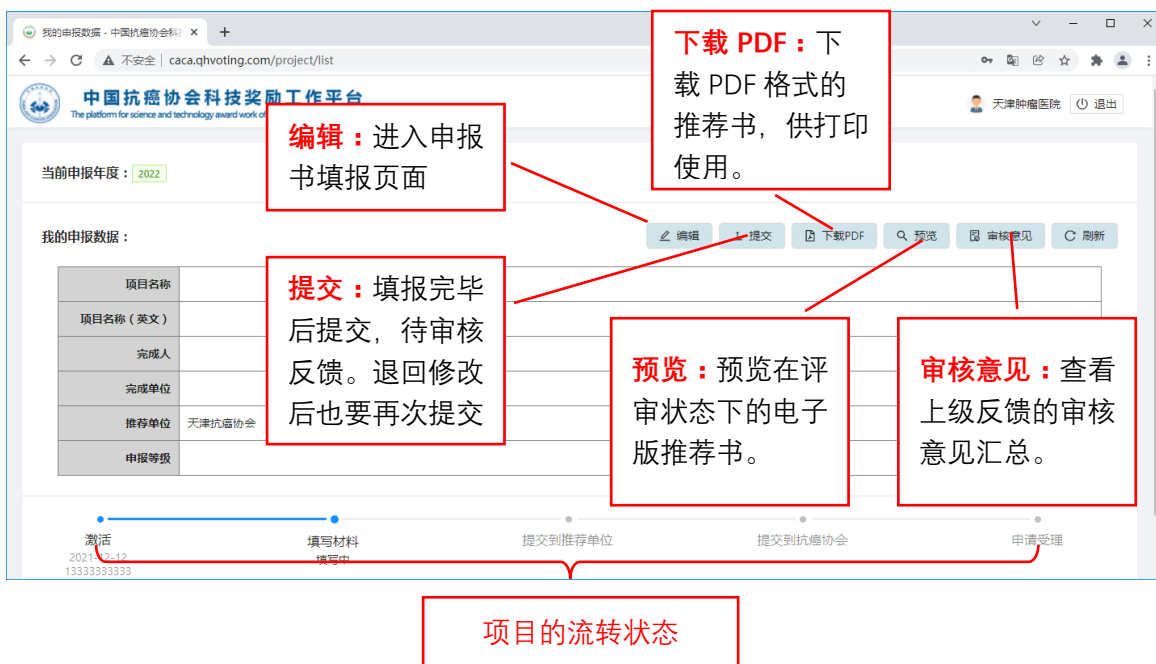 我的申报数据 - 中国抗癌协会科
不安全 | caca.qhvoting.com/project/list
中国抗癌协会科技奖励工作平台
The platform for science and technology award work of
天津肿瘤医院 退出
下载 PDF：下
载 PDF 格式的
推荐书，供打印
使用。
编辑：进入申报
书填报页面
当前申报年度： 2022
我的申报数据：
编辑 提交 下载PDF 预览 审核意见 刷新
项目名称
项目名称（英文）
完成人
完成单位
推荐单位 天津抗癌协会
申报等级
提交：填报完毕
后提交，待审核
反馈。退回修改
后也要再次提交
预览：预览在评
审状态下的电子
版推荐书。
审核意见：查看
上级反馈的审核
意见汇总。
激活 填写材料 提交到推荐单位 提交到抗癌协会 申请受理
2021-12-12 填写中
13333333333
项目的流转状态